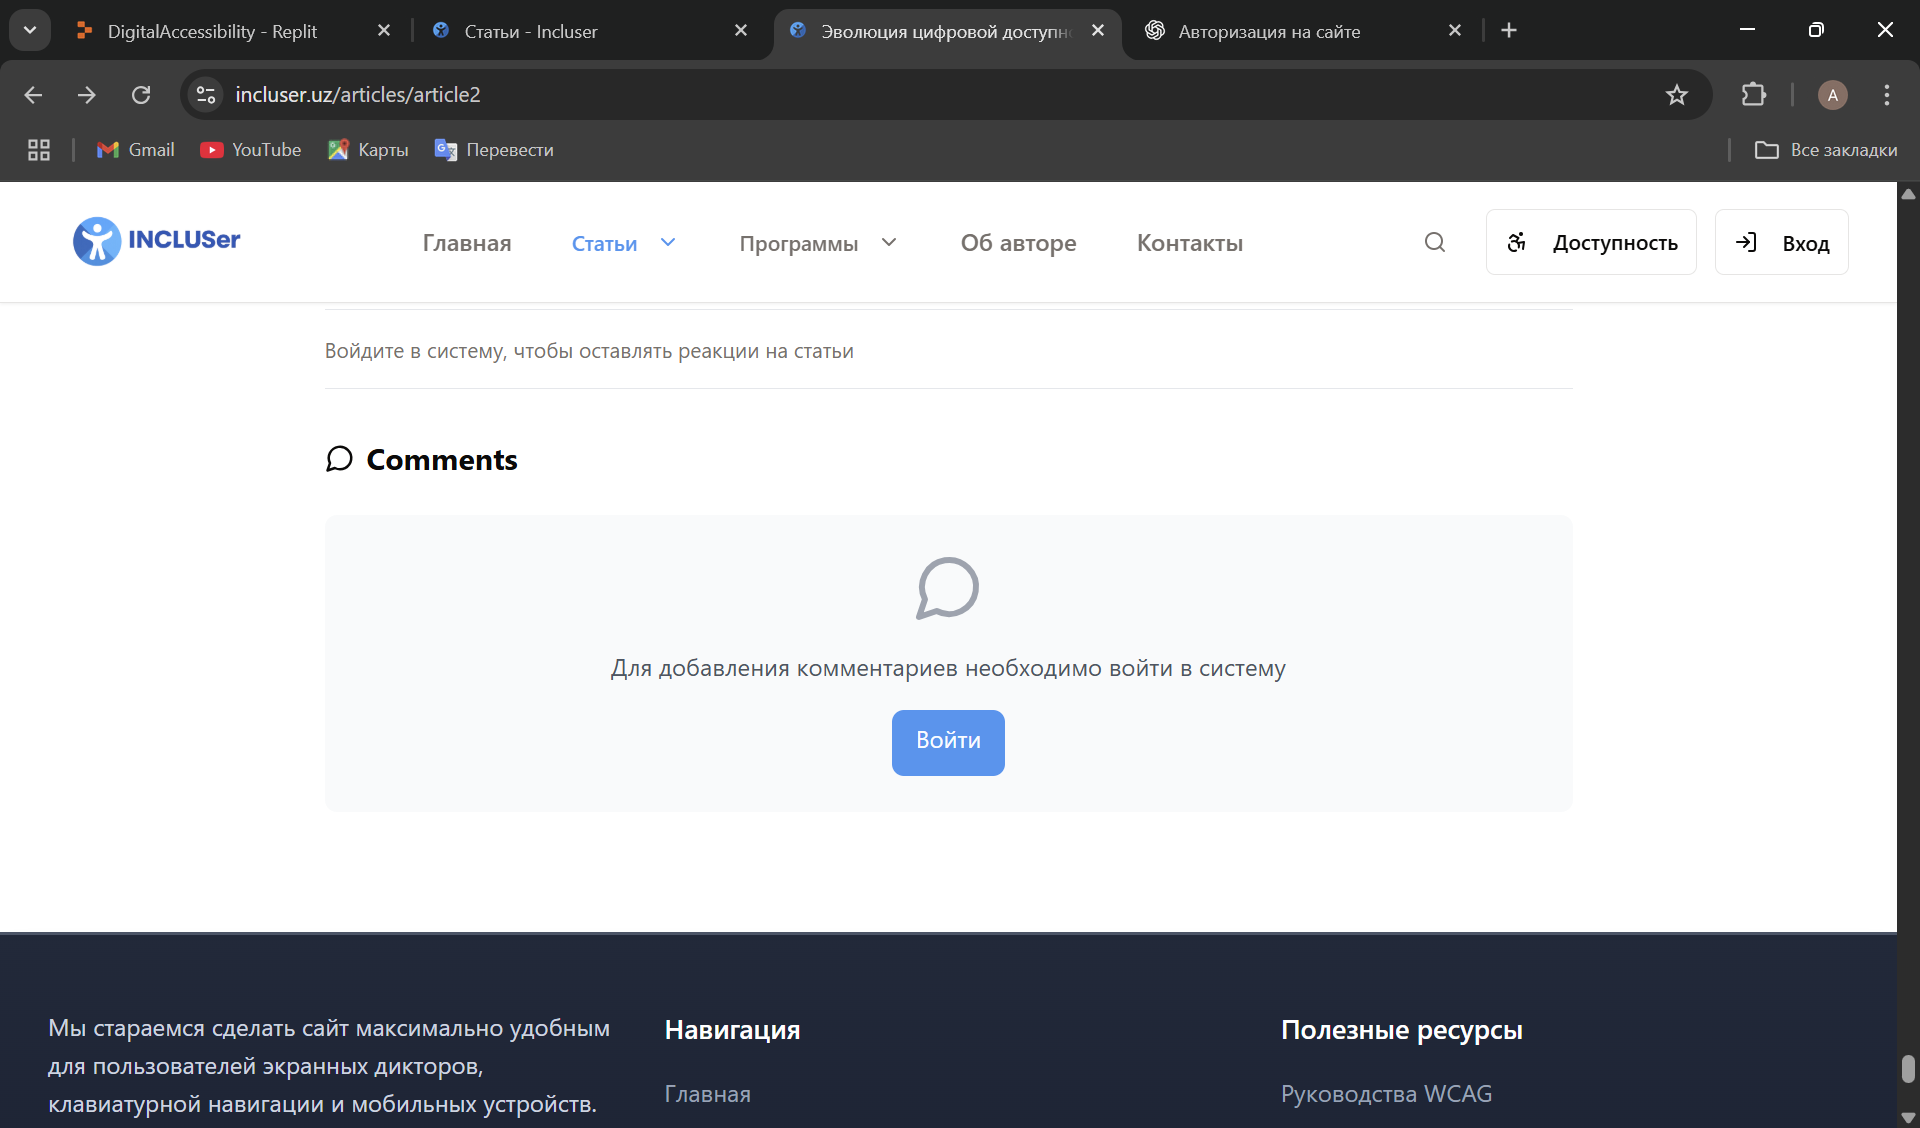 DigitalAccessibility - Replit
Статьи - Incluser
Эволюция цифровой доступн
Авторизация на сайте
incluser.uz/articles/article2
A
Gmail
YouTube
Карты
Перевести
Все закладки
INCLUSer
Главная
Статьи
Программы
Об авторе
Контакты
Доступность
Вход
Войдите в систему, чтобы оставлять реакции на статьи
Comments
Для добавления комментариев необходимо войти в систему
Войти
Мы стараемся сделать сайт максимально удобным
для пользователей экранных дикторов,
клавиатурной навигации и мобильных устройств.
Навигация
Главная
Полезные ресурсы
Руководства WCAG